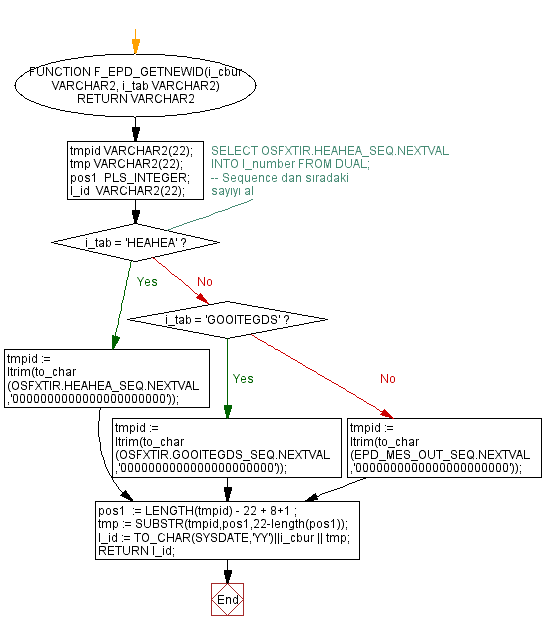 FUNCTION F_EPD_GETNEWID(i_cbur
VARCHAR2, i_tab VARCHAR2)
RETURN VARCHAR2
tmpid VARCHAR2(22);
tmp VARCHAR2(22);
pos1 PLS_INTEGER;
l_id VARCHAR2(22);
SELECT OSFXTIR.HEAHEA_SEQ.NEXTVAL
INTO l_number FROM DUAL;
-- Sequence dan sıradaki
sayıyı al
i_tab = 'HEAHEA' ?
Yes
No
i_tab = 'GOOITEGDS' ?
tmpid :=
ltrim(to_char
(OSFXTIR.HEAHEA_SEQ.NEXTVAL
,'0000000000000000000000'));
Yes
No
tmpid :=
ltrim(to_char
(OSFXTIR.GOOITEGDS_SEQ.NEXTVAL
,'0000000000000000000000'));
tmpid :=
ltrim(to_char
(EPD_MES_OUT_SEQ.NEXTVAL
,'0000000000000000000000'));
pos1 := LENGTH(tmpid) - 22 + 8+1 ;
tmp := SUBSTR(tmpid,pos1,22-length(pos1));
l_id := TO_CHAR(SYSDATE,'YY')||i_cbur || tmp;
RETURN l_id;
End